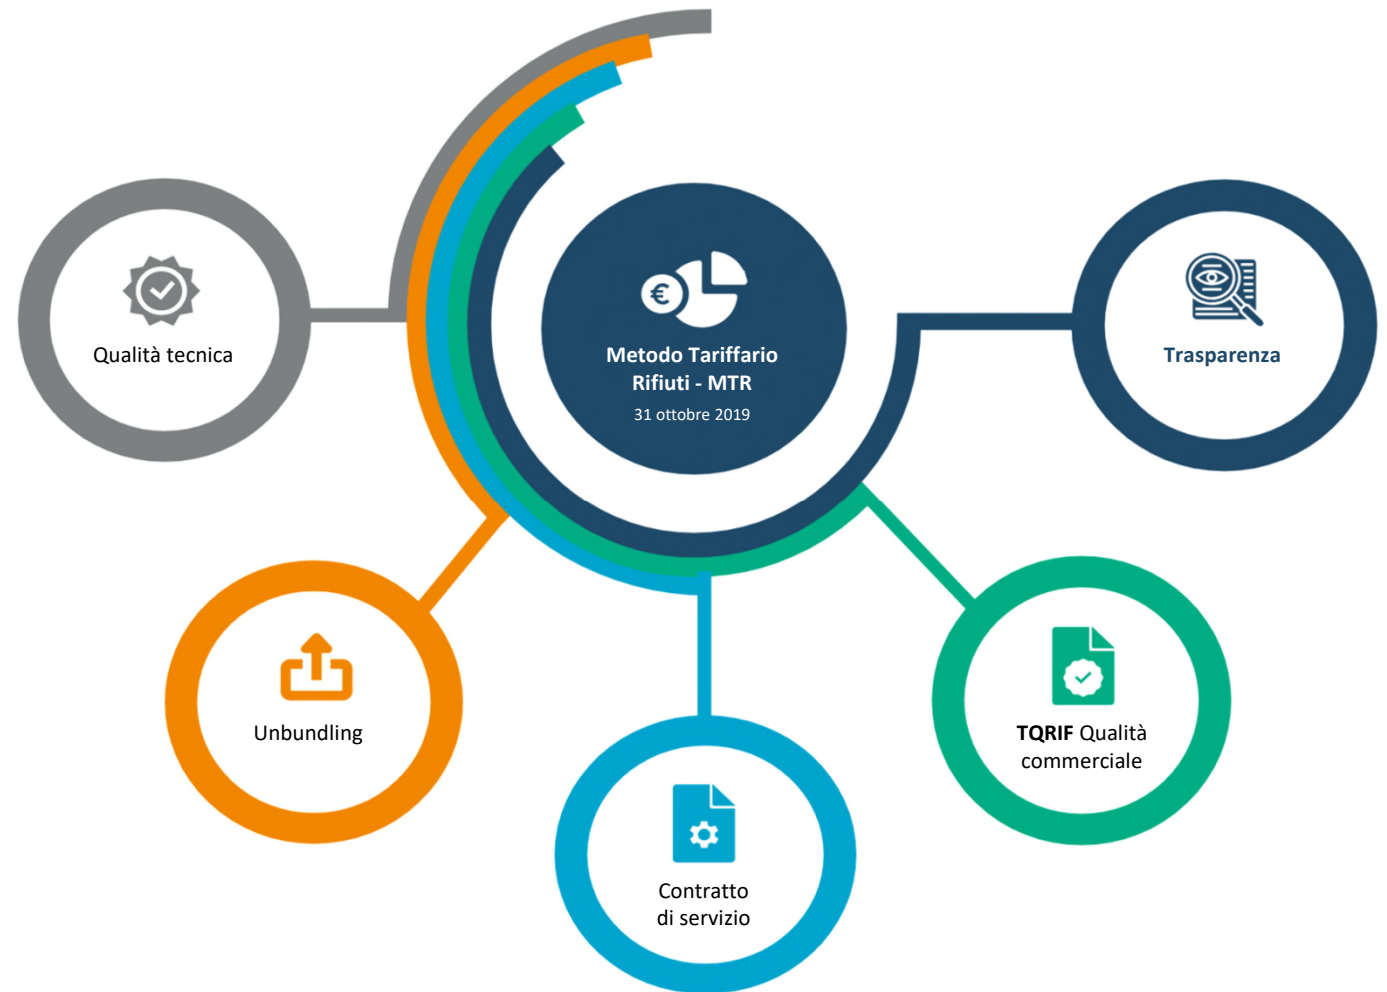 Metodo Tariffario
Rifiuti - MTR
31 ottobre 2019
Qualità tecnica
Trasparenza
Unbundling
TQRIF Qualità
commerciale
Contratto
di servizio